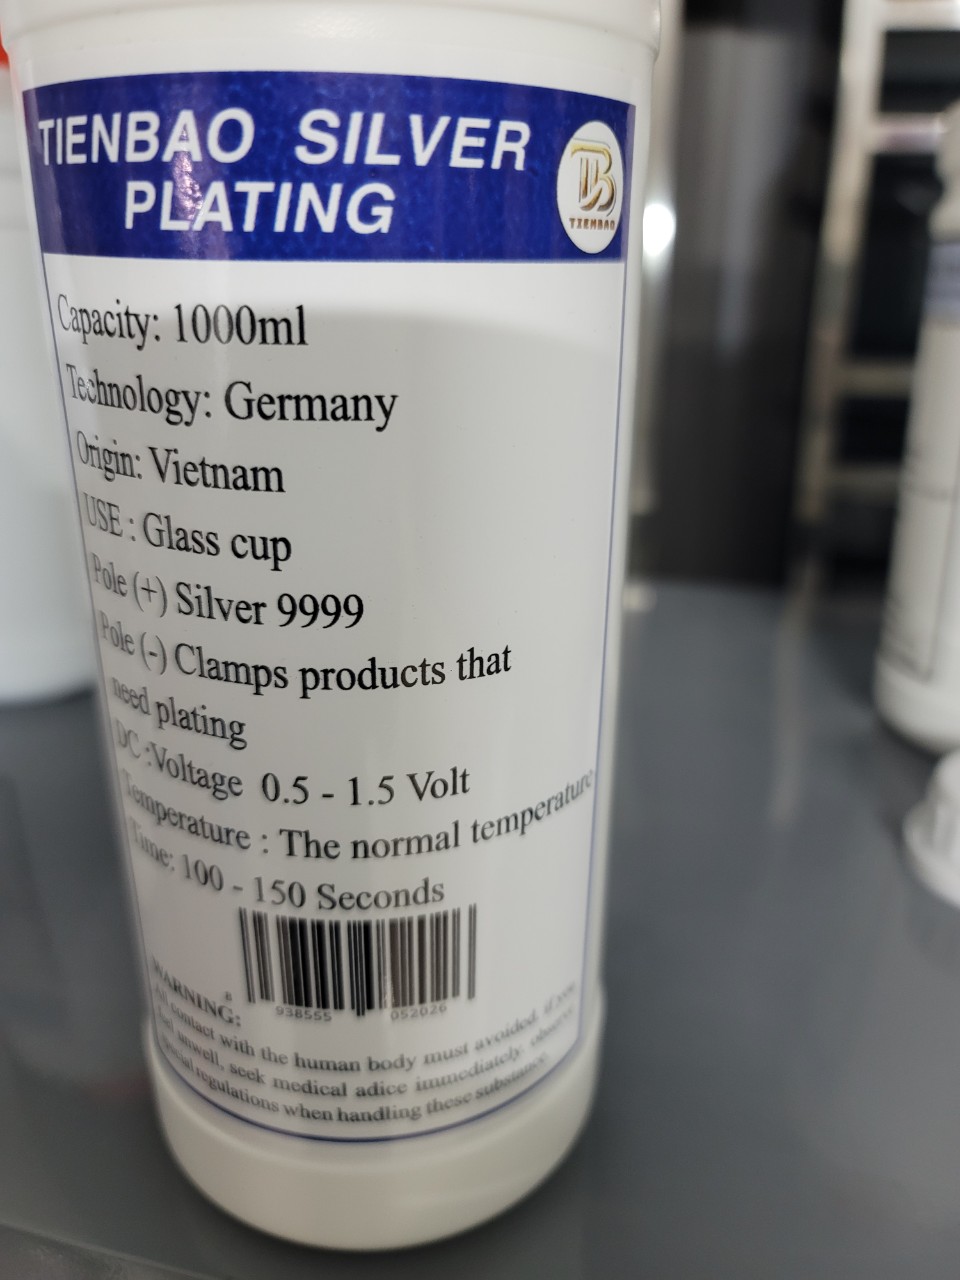 TIENBAO SILVER
PLATING
TB
TIENBAO
Capacity: 1000ml
Technology: Germany
Origin: Vietnam
USE : Glass cup
Pole (+) Silver 9999
Pole (-) Clamps products that
need plating
DC :Voltage 0.5 - 1.5 Volt
Temperature : The normal temperature
Time: 100 - 150 Seconds
8
938555 052026
WARNING:
All contact with the human body must avoided. if you
feel unwell, seek medical adice immediately. observe
special regulations when handling these substance.